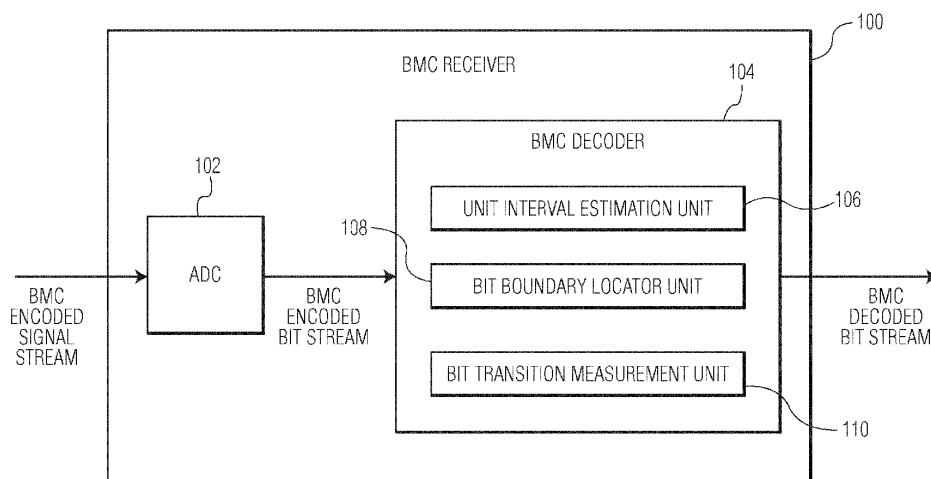 100
BMC RECEIVER
104
BMC DECODER
102
UNIT INTERVAL ESTIMATION UNIT
106
108
ADC
BIT BOUNDARY LOCATOR UNIT
BMC
ENCODED
SIGNAL
STREAM
BMC
ENCODED
BIT STREAM
BMC
DECODED
BIT STREAM
BIT TRANSITION MEASUREMENT UNIT
110